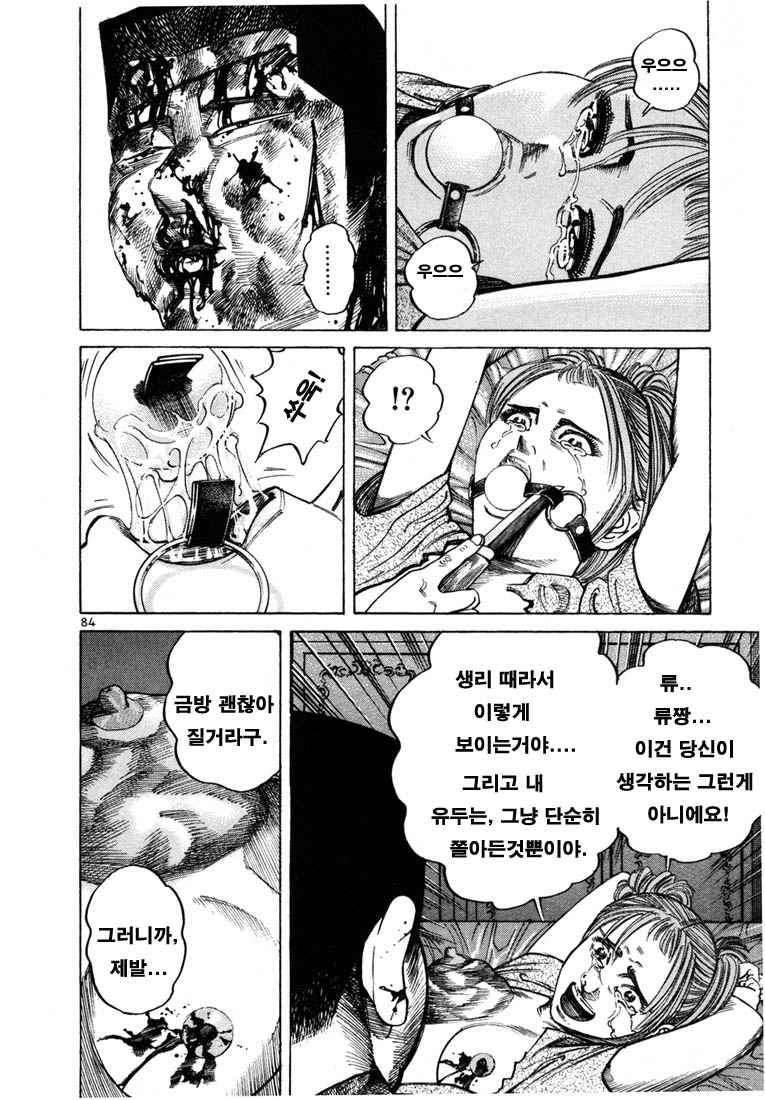 우으으
.....
우으으
........
!?
쑤욱!
84
류..
류짱...
이건 당신이
생각하는 그런게
아니에요!
생리 때라서
이렇게
보이는거야....
그리고 내
유두는, 그냥 단순히
쫄아든것뿐이야.
금방 괜찮아
질거라구.
그러니까,
제발...